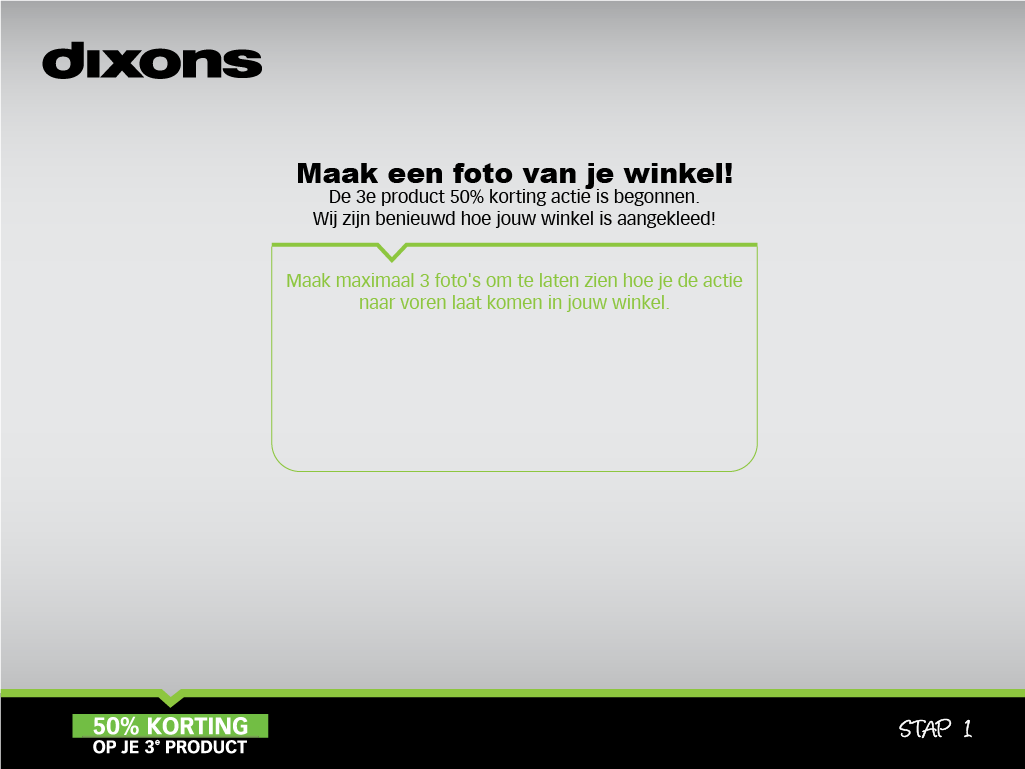 dixons
Maak een foto van je winkel!
De 3e product 50% korting actie is begonnen.
Wij zijn benieuwd hoe jouw winkel is aangekleed!
Maak maximaal 3 foto's om te laten zien hoe je de actie
naar voren laat komen in jouw winkel.
50% KORTING
OP JE 3e PRODUCT
STAP 1